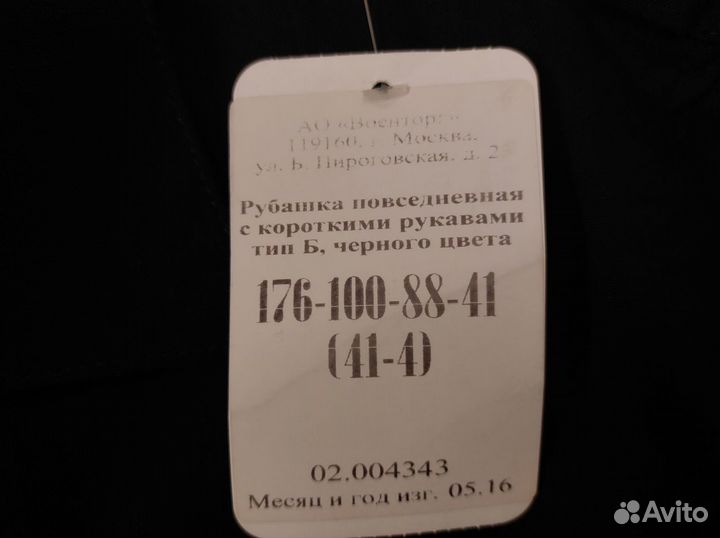 АО «Военторг»
119160, г. Москва,
ул. Б. Пироговская, д. 2
Рубашка повседневная
с короткими рукавами
тип Б, черного цвета
176-100-88-41
(41-4)
02.004343
Месяц и год изг. 05.16
Avito